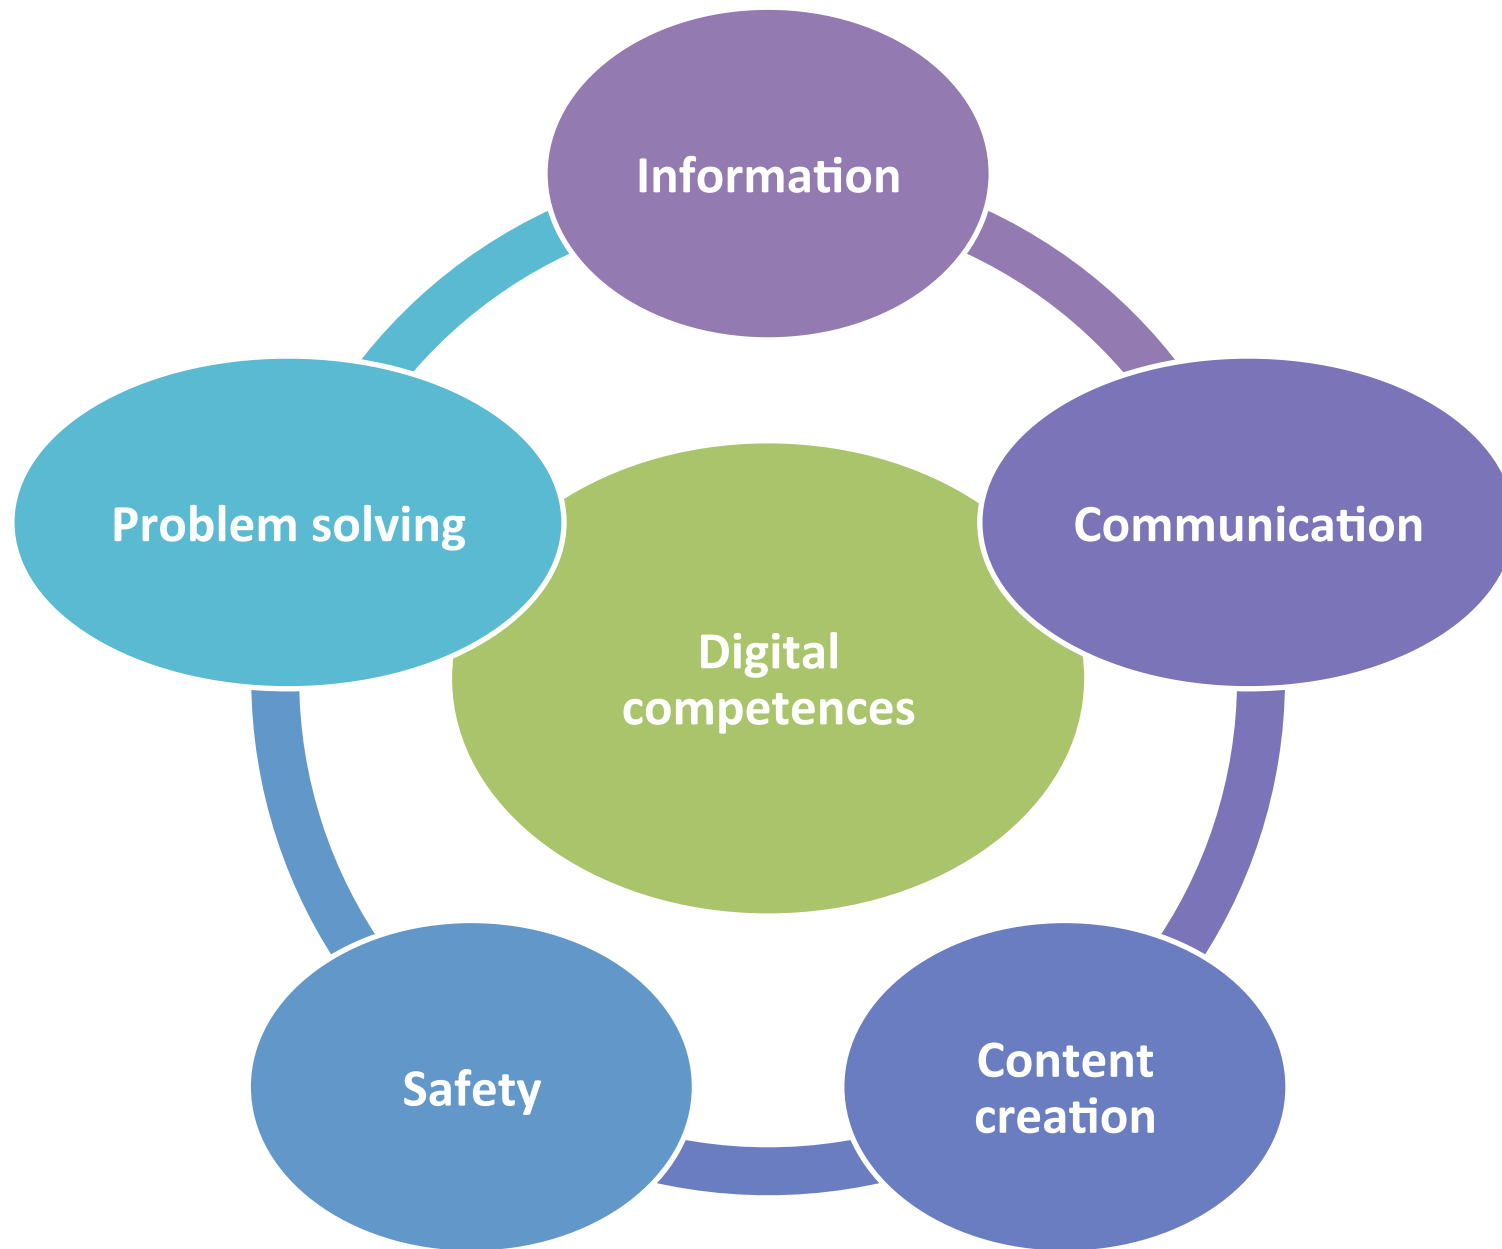 Information
Problem solving
Communication
Digital
competences
Safety
Content
creation